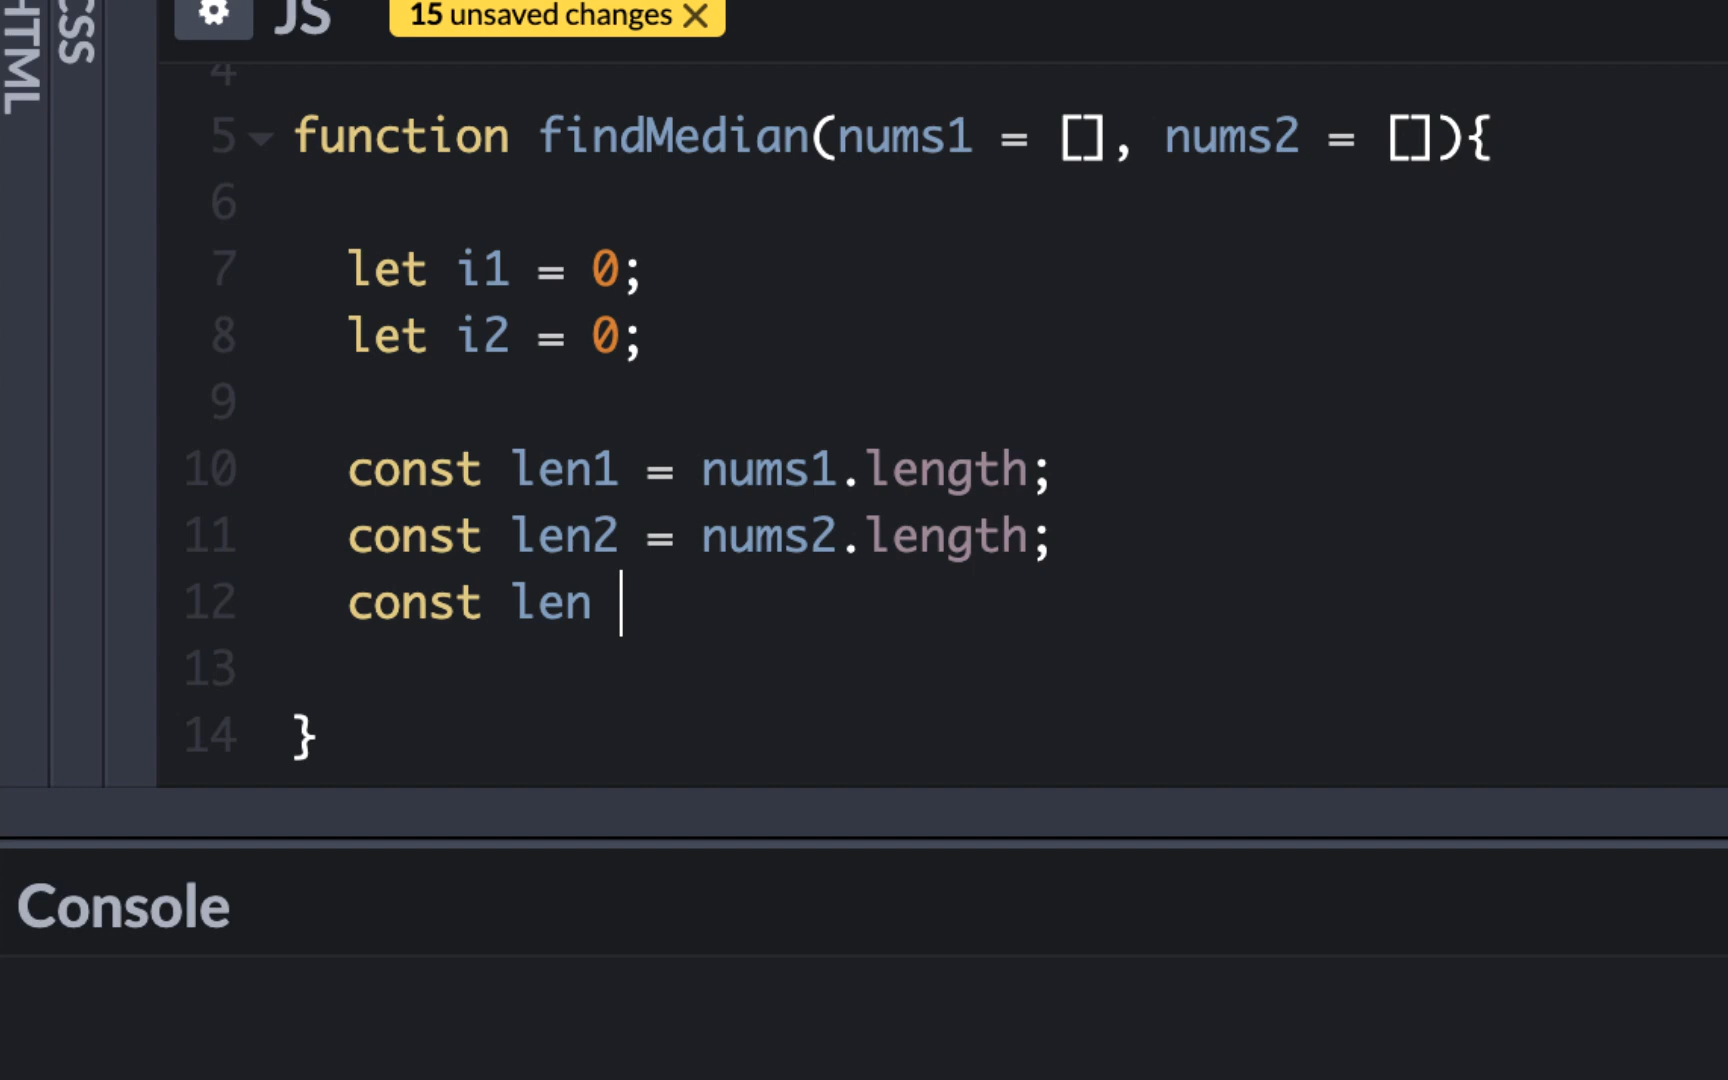 HTML
CSS
JS
15 unsaved changes
4
5 function findMedian(nums1 = [], nums2 = []){
6
7 let i1 = 0;
8 let i2 = 0;
9
10 const len1 = nums1.length;
11 const len2 = nums2.length;
12 const len
13
14 }
Console